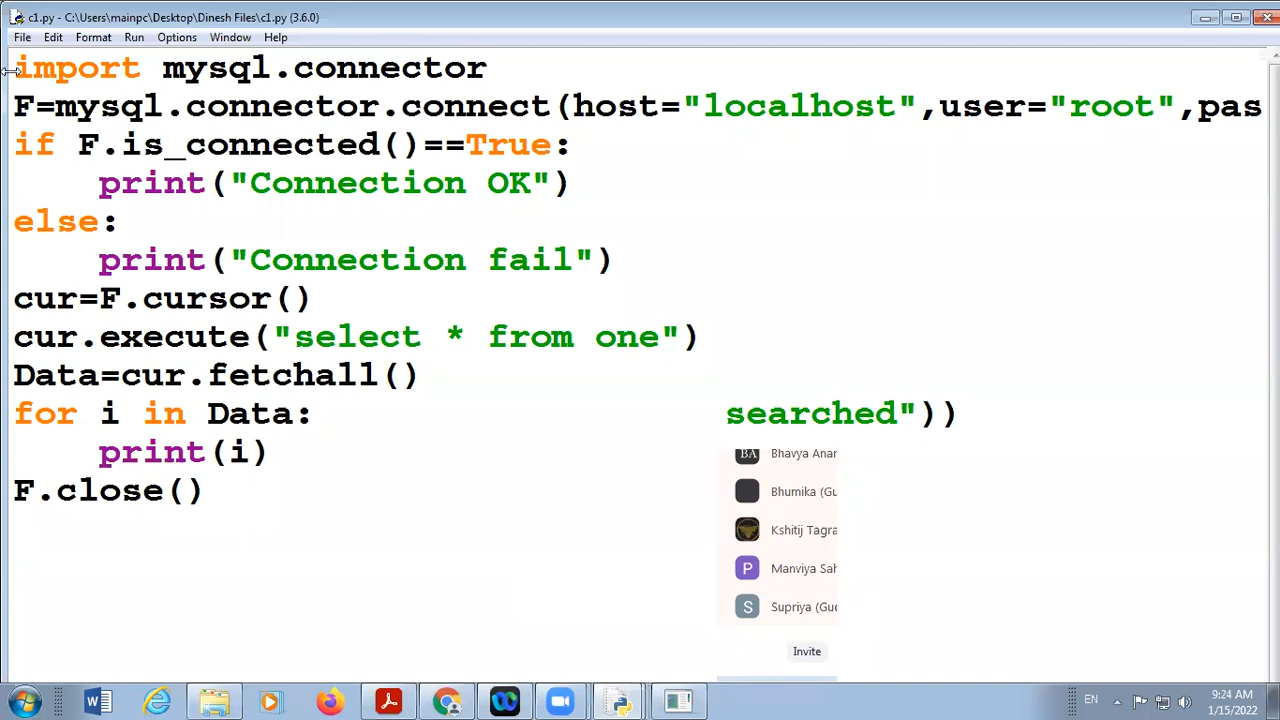 c1.py - C:\Users\mainpc\Desktop\Dinesh Files\c1.py (3.6.0)
File Edit Format Run Options Window Help
import mysql.connector
F=mysql.connector.connect(host="localhost",user="root",pas
if F.is_connected()==True:
print("Connection OK")
else:
print("Connection fail")
cur=F.cursor()
cur.execute("select * from one")
Data=cur.fetchall()
for i in Data:
searched"))
print(i)
F.close()
BA Bhavya Anar
Bhumika (Gu
Kshitij Tagra
P Manviya Sah
S Supriya (Gue
Invite
EN
9:24 AM
1/15/2022